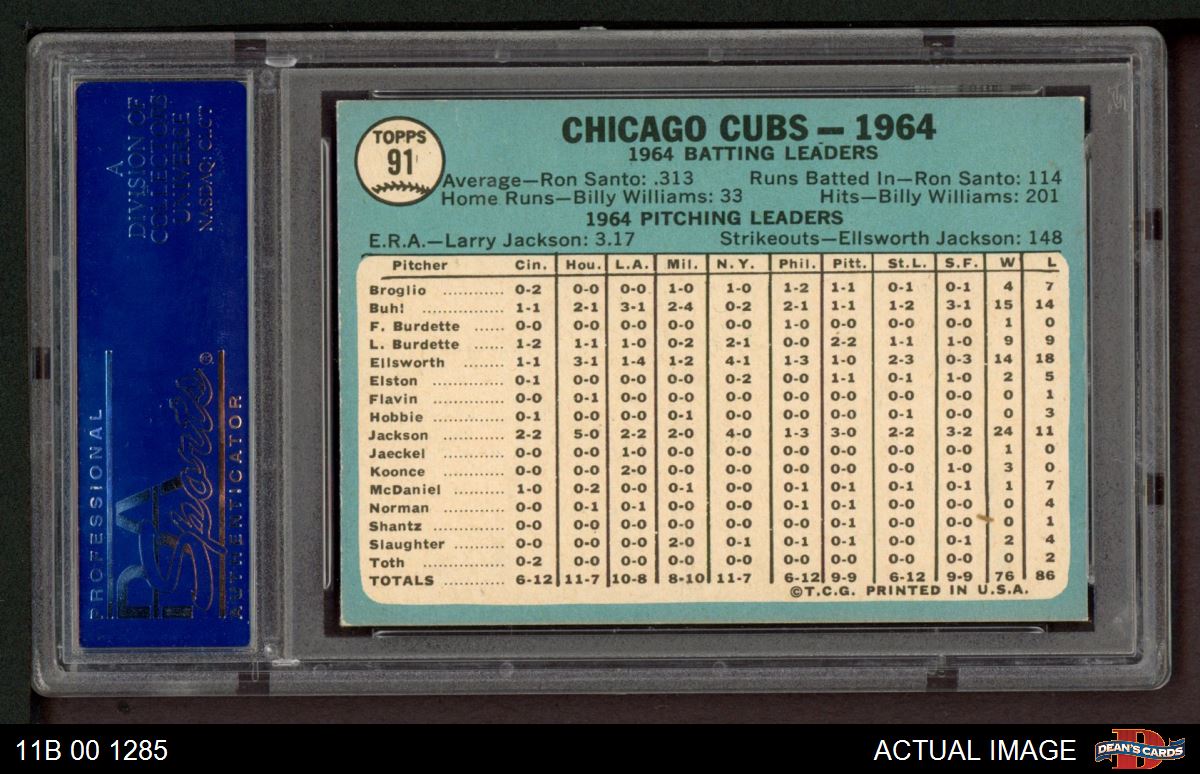 A
DIVISION OF
COLLECTORS
UNIVERSE
NASDAQ: CLCT
PROFESSIONAL
PSA
Sports®
AUTHENTICATOR
TOPPS
91
CHICAGO CUBS — 1964
1964 BATTING LEADERS
Average—Ron Santo: .313 Runs Batted In—Ron Santo: 114
Home Runs—Billy Williams: 33 Hits—Billy Williams: 201
1964 PITCHING LEADERS
E.R.A.—Larry Jackson: 3.17 Strikeouts—Ellsworth Jackson: 148
Pitcher Cin. Hou. L.A. Mil. N.Y. Phil. Pitt. St.L. S.F. W L
Broglio ............ 0-2 0-0 0-0 1-0 1-0 1-2 1-1 0-1 0-1 4 7
Buhl ............ 1-1 2-1 3-1 2-4 0-2 2-1 1-1 1-2 3-1 15 14
F. Burdette ...... 0-0 0-0 0-0 0-0 0-0 1-0 0-0 0-0 0-0 1 0
L. Burdette ...... 1-2 1-1 1-0 0-2 2-1 0-0 2-2 1-1 1-0 9 9
Ellsworth ........ 1-1 3-1 1-4 1-2 4-1 1-3 1-0 2-3 0-3 14 18
Elston ............ 0-1 0-0 0-0 0-0 0-2 0-0 1-1 0-1 1-0 2 5
Flavin ............ 0-0 0-1 0-0 0-0 0-0 0-0 0-0 0-0 0-0 0 1
Hobbie ............ 0-1 0-0 0-0 0-1 0-0 0-0 0-0 0-1 0-0 0 3
Jackson ............ 2-2 5-0 2-2 2-0 4-0 1-3 3-0 2-2 3-2 24 11
Jaeckel ............ 0-0 0-0 1-0 0-0 0-0 0-0 0-0 0-0 0-0 1 0
Koonce ............ 0-0 0-0 2-0 0-0 0-0 0-0 0-0 0-0 1-0 3 0
McDaniel .......... 1-0 0-2 0-0 0-1 0-0 0-1 0-1 0-1 0-1 1 7
Norman ............ 0-0 0-1 0-1 0-0 0-0 0-1 0-1 0-0 0-0 0 4
Shantz ............ 0-0 0-0 0-0 0-0 0-0 0-0 0-1 0-0 0-0 0 1
Slaughter .......... 0-0 0-0 0-0 2-0 0-1 0-1 0-1 0-0 0-1 2 4
Toth ............ 0-2 0-0 0-0 0-0 0-0 0-0 0-0 0-0 0-0 0 2
TOTALS ............ 6-12 11-7 10-8 8-10 11-7 6-12 9-9 6-12 9-9 76 86
©T.C.G. PRINTED IN U.S.A.
11B 00 1285
ACTUAL IMAGE
DEAN'S CARDS